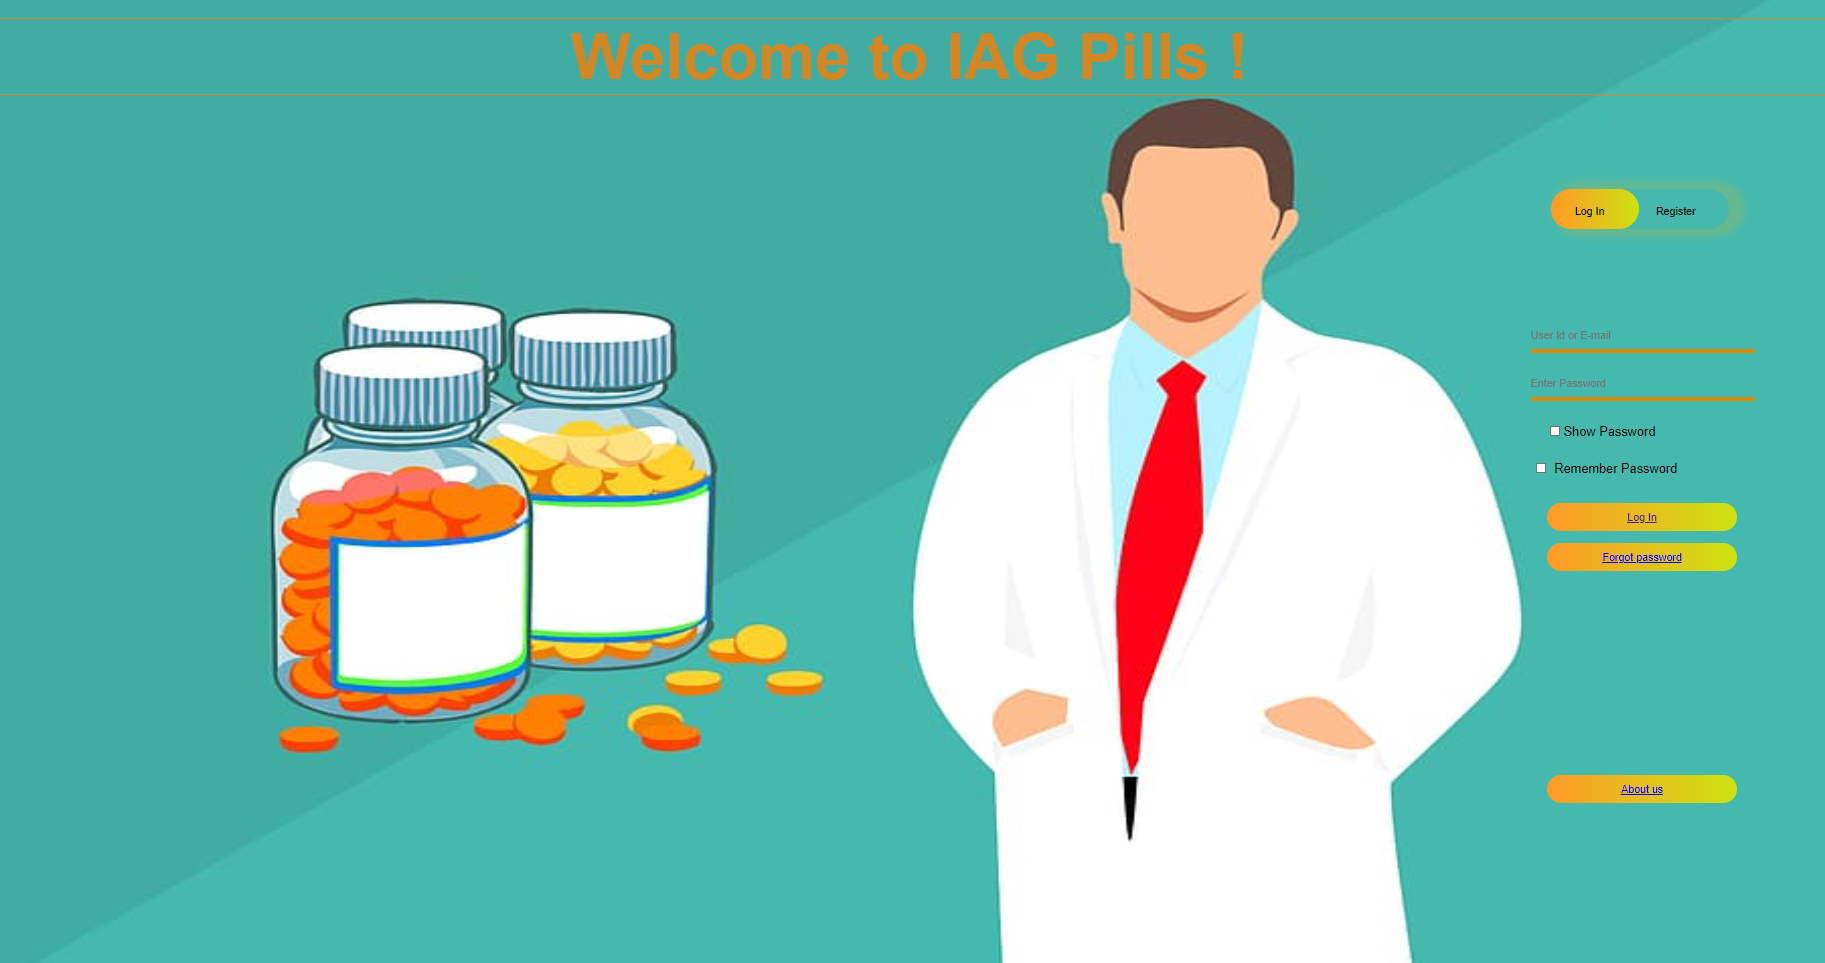 Welcome to IAG Pills !
Log In Register
User Id or E-mail
Enter Password
Show Password
Remember Password
Log In
Forgot password
About us